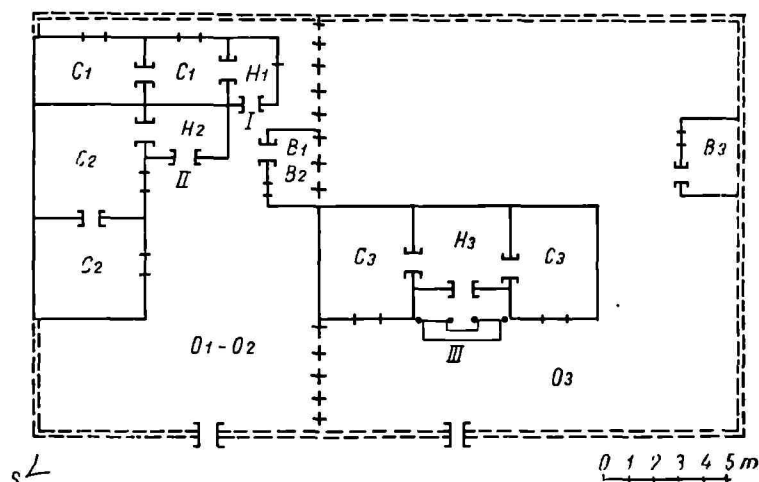 C1 C1 H1
I
C2 H2 B1
II B2
B3
C2 C3 H3 C3
O1-O2 III O3
S
0 1 2 3 4 5 m